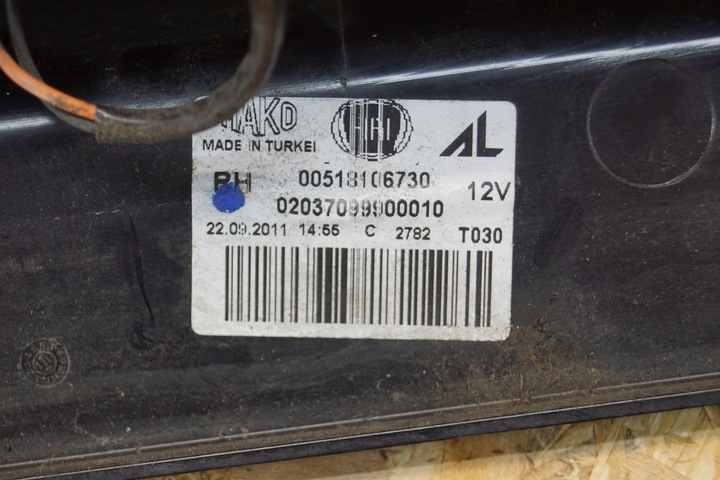 MAKO
AL
MADE IN TURKEI
RH 00518106730 12V
02037099900010
22.09.2011 14:55 C 2782 T030